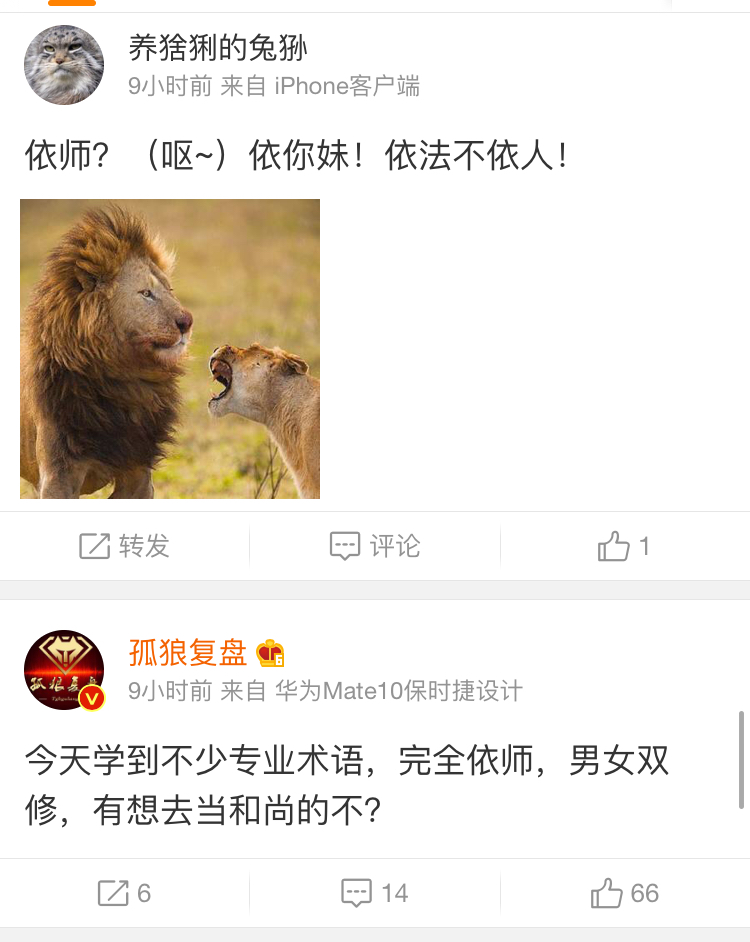 养猞猁的兔狲
9小时前 来自 iPhone客户端
依师？（呕~）依你妹！依法不依人！
转发
评论
1
孤狼复盘
孤狼复盘
9小时前 来自 华为Mate10保时捷设计
今天学到不少专业术语，完全依师，男女双
修，有想去当和尚的不？
6
14
66